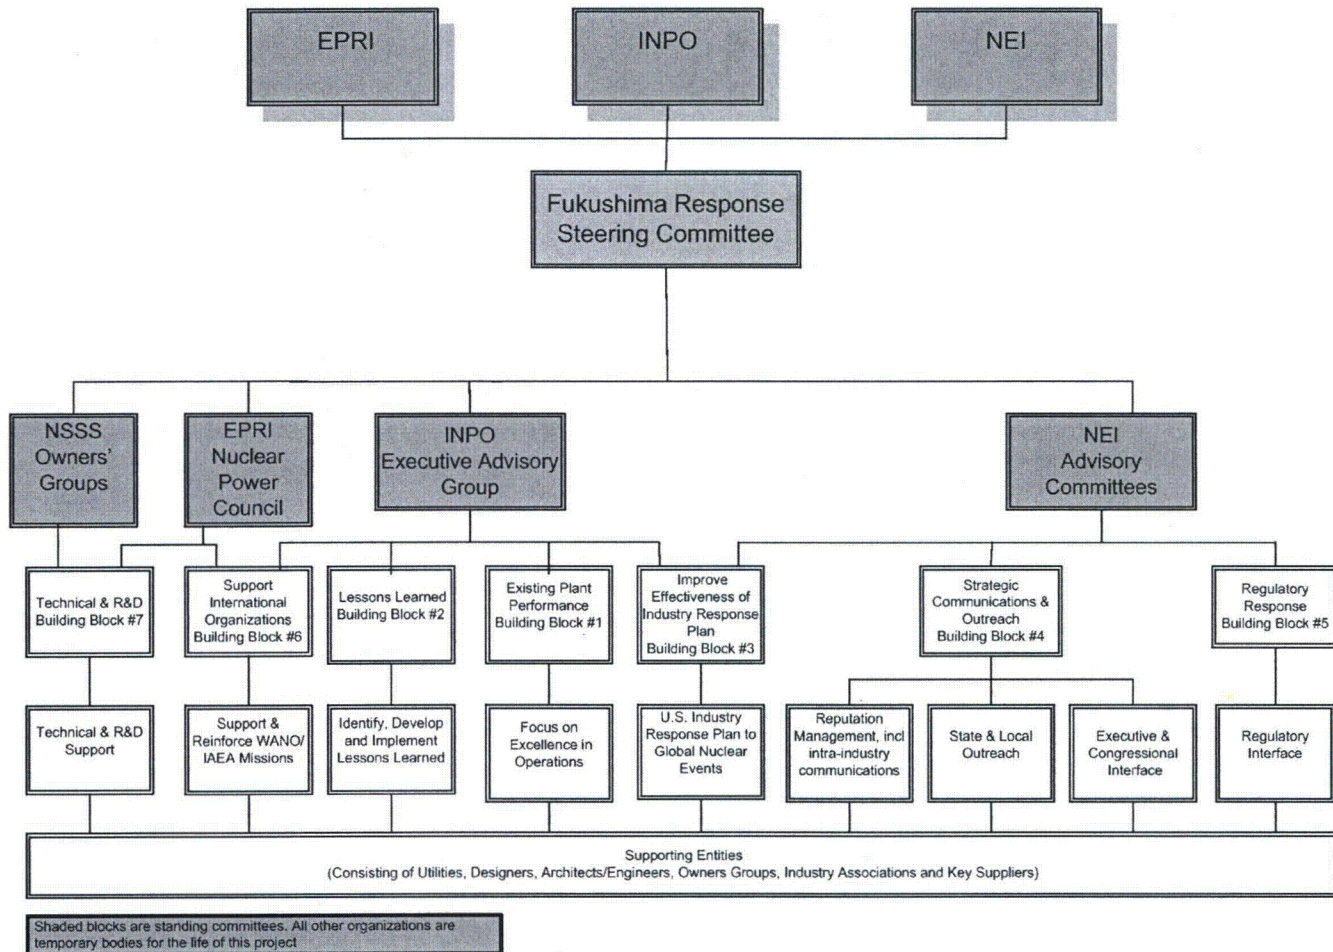 EPRI
INPO
NEI
Fukushima Response
Steering Committee
NSSS
Owners'
Groups
EPRI
Nuclear
Power
Council
INPO
Executive Advisory
Group
NEI
Advisory
Committees
Technical & R&D
Building Block #7
Support
International
Organizations
Building Block #6
Lessons Learned
Building Block #2
Existing Plant
Performance
Building Block #1
Improve
Effectiveness of
Industry Response
Plan
Building Block #3
Strategic
Communications &
Outreach
Building Block #4
Regulatory
Response
Building Block #5
Technical & R&D
Support
Support &
Reinforce WANO/
IAEA Missions
Identify, Develop
and Implement
Lessons Learned
Focus on
Excellence in
Operations
U.S. Industry
Response Plan to
Global Nuclear
Events
Reputation
Management, incl
intra-industry
communications
State & Local
Outreach
Executive &
Congressional
Interface
Regulatory
Interface
Supporting Entities
(Consisting of Utilities, Designers, Architects/Engineers, Owners Groups, Industry Associations and Key Suppliers)
Shaded blocks are standing committees. All other organizations are
temporary bodies for the life of this project